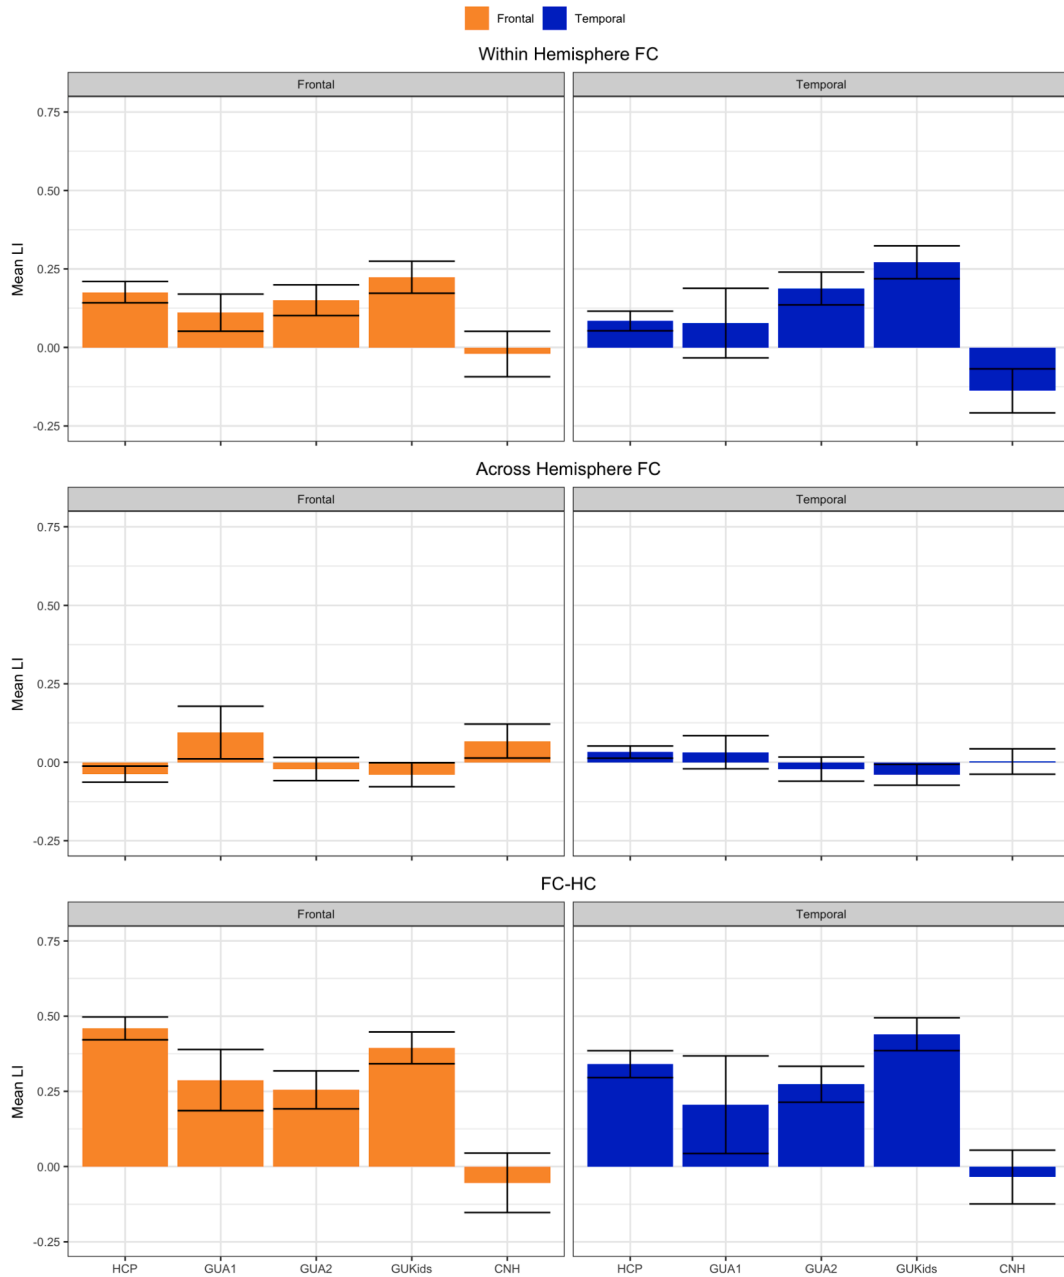 Frontal Temporal
Within Hemisphere FC
Frontal Temporal
0.75
0.50
0.25
0.00
-0.25
Mean LI
Across Hemisphere FC
Frontal Temporal
0.75
0.50
0.25
0.00
-0.25
Mean LI
FC-HC
Frontal Temporal
0.75
0.50
0.25
0.00
-0.25
Mean LI
HCP GUA1 GUA2 GUKids CNH HCP GUA1 GUA2 GUKids CNH